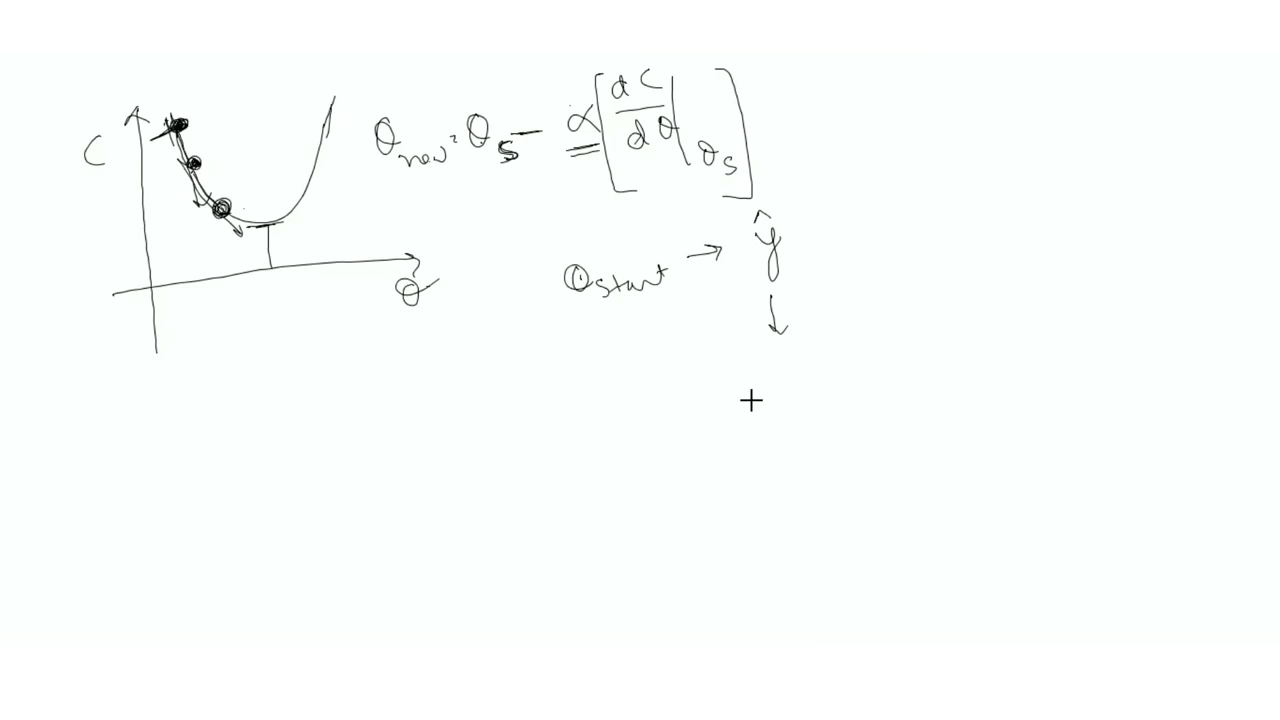 C
θ
θnew = θs - α [dC/dθ | θs]
θstart → ŷ
↓